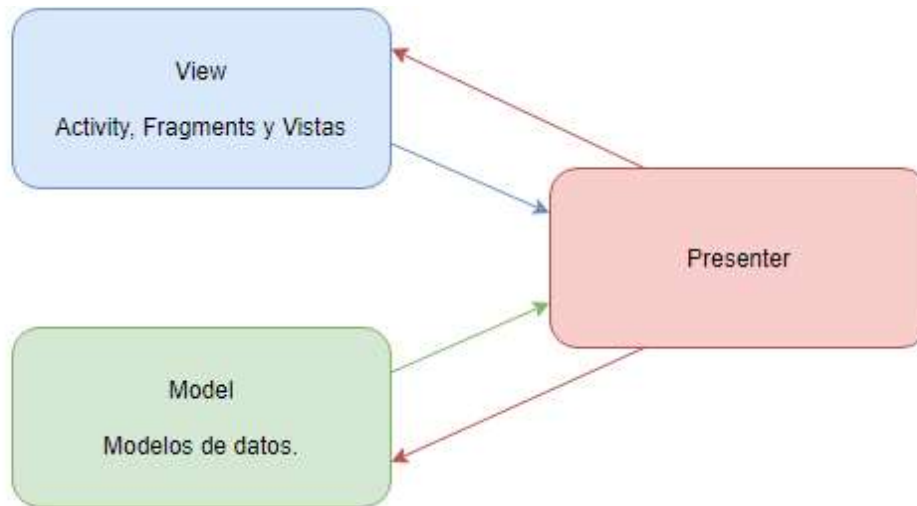 View
Activity, Fragments y Vistas
Presenter
Model
Modelos de datos.